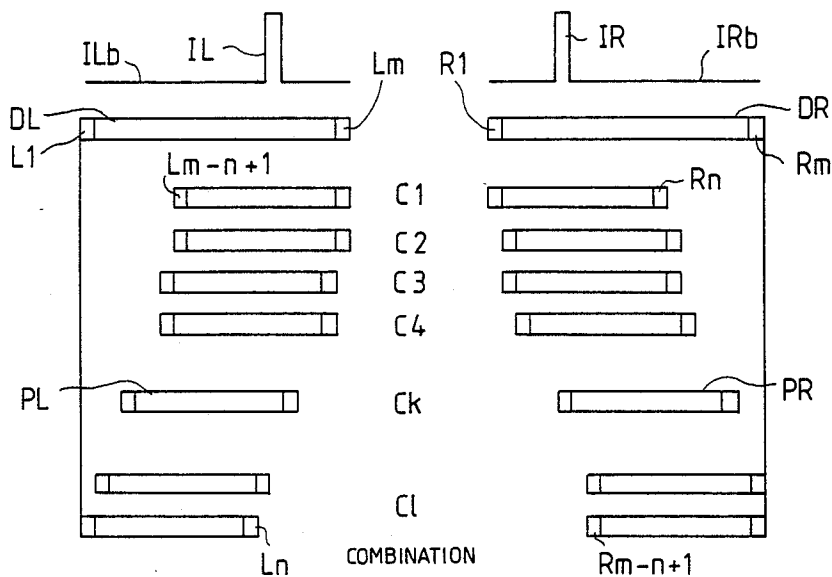 ILb IL IR IRb
DL Lm R1 DR
L1 Rm
Lm-n+1 C1 Rn
C2
C3
C4
PL Ck PR
Cl
Ln COMBINATION Rm-n+1